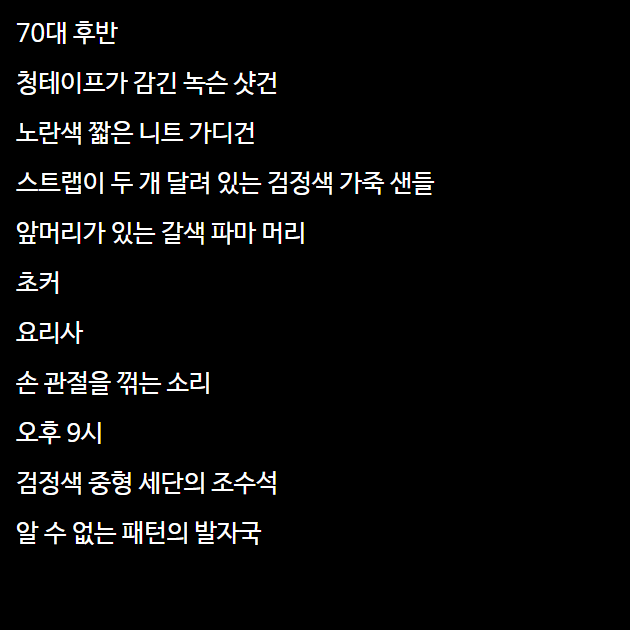 70대 후반
청테이프가 감긴 녹슨 샷건
노란색 짧은 니트 가디건
스트랩이 두 개 달려 있는 검정색 가죽 샌들
앞머리가 있는 갈색 파마 머리
초커
요리사
손 관절을 꺾는 소리
오후 9시
검정색 중형 세단의 조수석
알 수 없는 패턴의 발자국